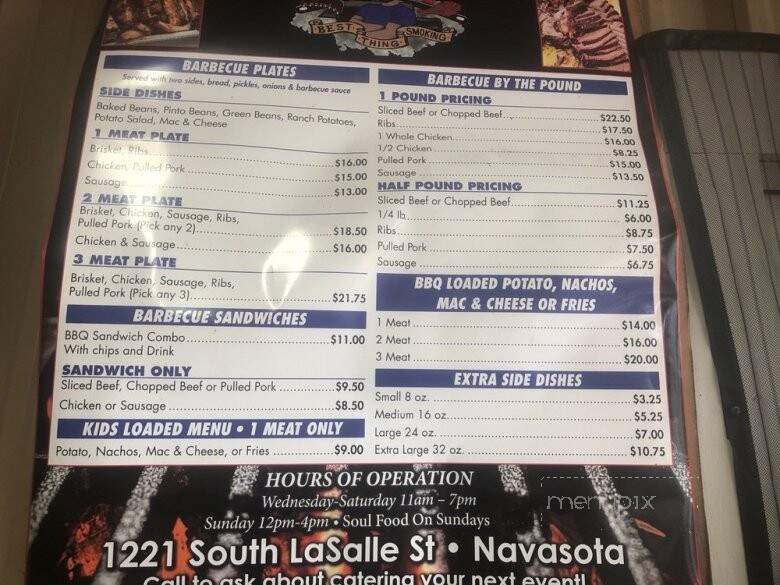 BEST THING SMOKING
BARBECUE PLATES
Served with two sides, bread, pickles, onions & barbecue sauce
SIDE DISHES
Baked Beans, Pinto Beans, Green Beans, Ranch Potatoes,
Potato Salad, Mac & Cheese
1 MEAT PLATE
Brisket, Ribs $16.00
Chicken, Pulled Pork $15.00
Sausage $13.00
2 MEAT PLATE
Brisket, Chicken, Sausage, Ribs,
Pulled Pork (Pick any 2) $18.50
Chicken & Sausage $16.00
3 MEAT PLATE
Brisket, Chicken, Sausage, Ribs,
Pulled Pork (Pick any 3) $21.75
BARBECUE SANDWICHES
BBQ Sandwich Combo $11.00
With chips and Drink
SANDWICH ONLY
Sliced Beef, Chopped Beef or Pulled Pork $9.50
Chicken or Sausage $8.50
KIDS LOADED MENU • 1 MEAT ONLY
Potato, Nachos, Mac & Cheese, or Fries $9.00
BARBECUE BY THE POUND
1 POUND PRICING
Sliced Beef or Chopped Beef $22.50
Ribs $17.50
1 Whole Chicken $16.00
1/2 Chicken $8.25
Pulled Pork $15.00
Sausage $13.50
HALF POUND PRICING
Sliced Beef or Chopped Beef $11.25
1/4 lb $6.00
Ribs $8.75
Pulled Pork $7.50
Sausage $6.75
BBQ LOADED POTATO, NACHOS,
MAC & CHEESE OR FRIES
1 Meat $14.00
2 Meat $16.00
3 Meat $20.00
EXTRA SIDE DISHES
Small 8 oz. $3.25
Medium 16 oz. $5.25
Large 24 oz. $7.00
Extra Large 32 oz. $10.75
HOURS OF OPERATION
Wednesday-Saturday 11am – 7pm
Sunday 12pm-4pm • Soul Food On Sundays
1221 South LaSalle St • Navasota
Call to ask about catering your next event!
menupix